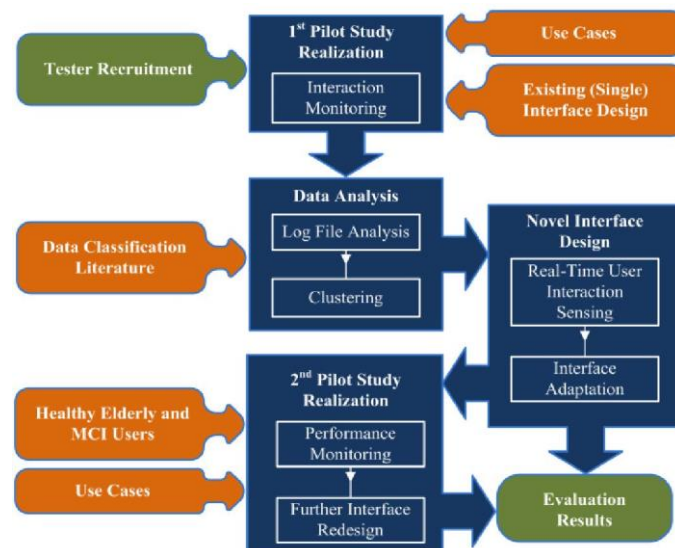 1st Pilot Study
Realization
Interaction
Monitoring
Tester Recruitment
Use Cases
Existing (Single)
Interface Design
Data Analysis
Log File Analysis
Clustering
Data Classification
Literature
Novel Interface
Design
Real-Time User
Interaction
Sensing
Interface
Adaptation
2nd Pilot Study
Realization
Performance
Monitoring
Further Interface
Redesign
Healthy Elderly and
MCI Users
Use Cases
Evaluation
Results